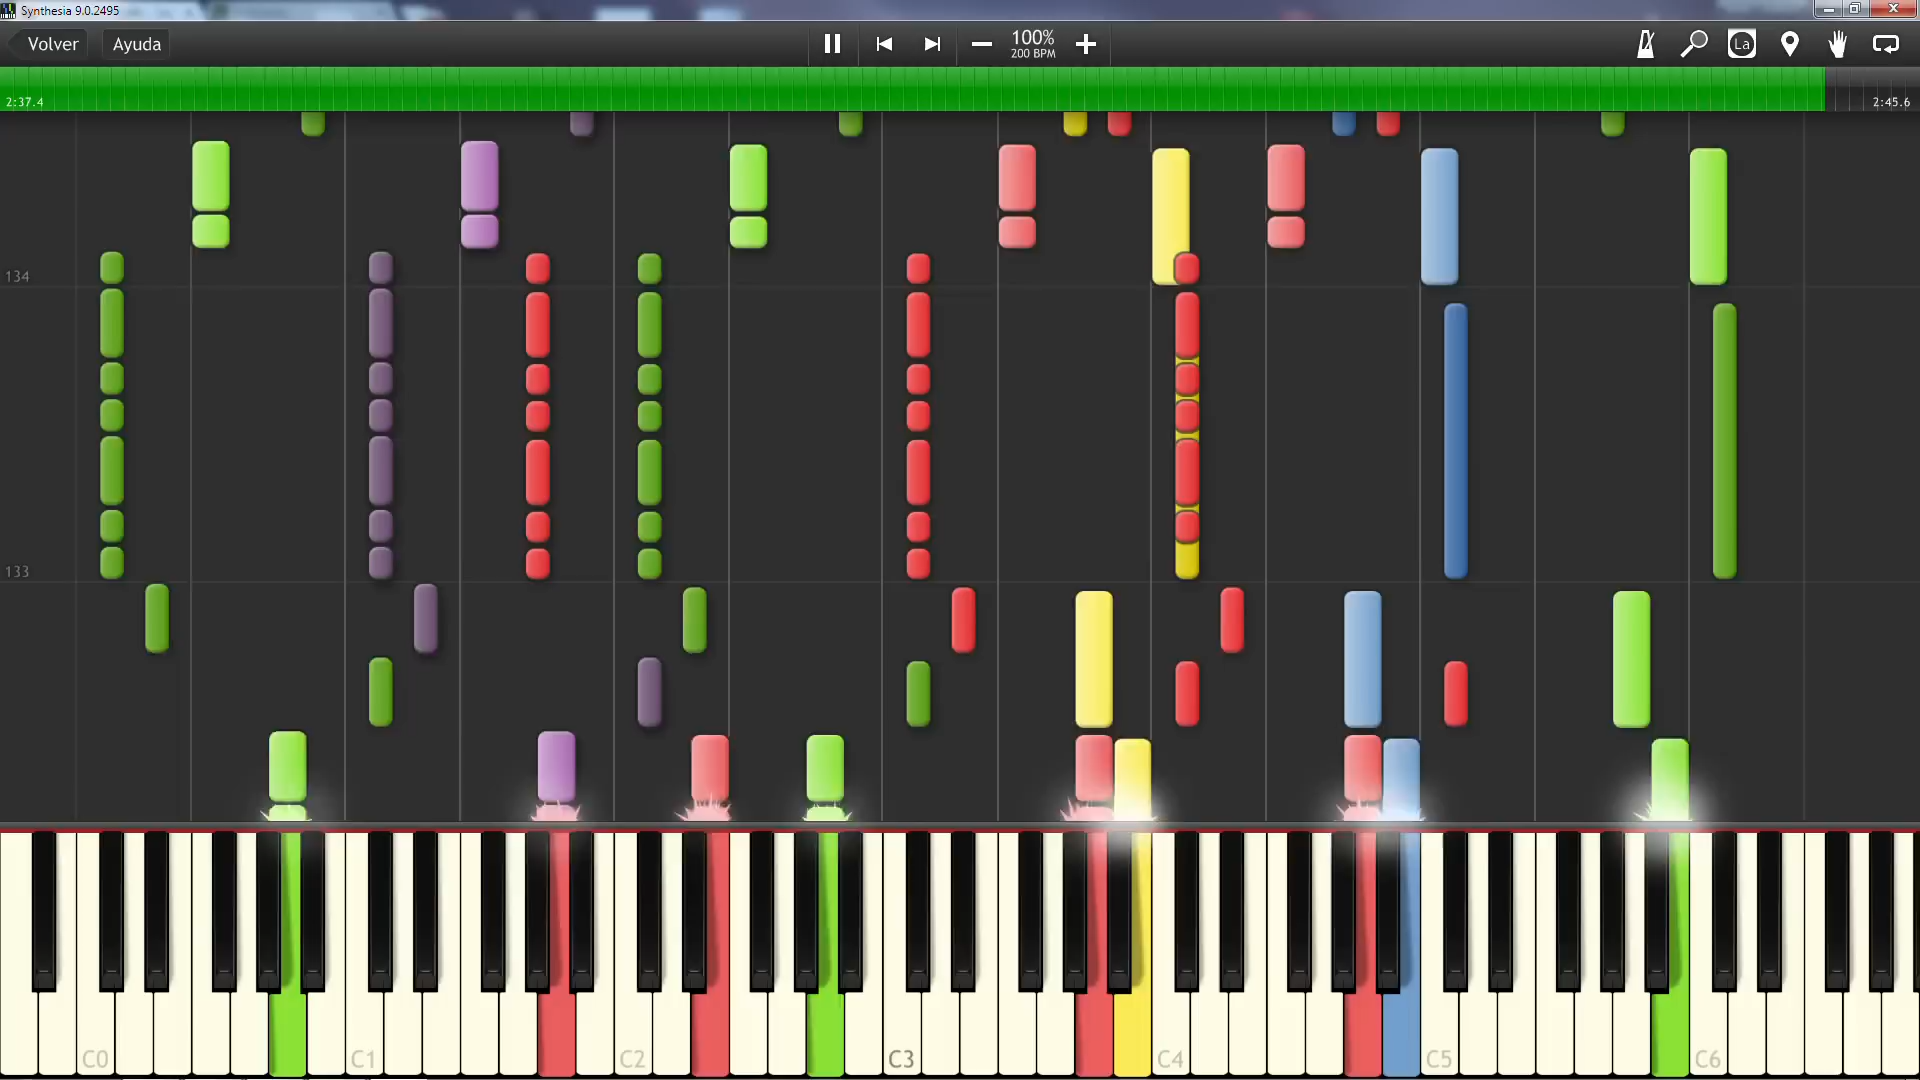 Synthesia 9.0.2495
Volver
Ayuda
100%
200 BPM
La
2:37.4
2:45.6
134
133
C0
C1
C2
C3
C4
C5
C6